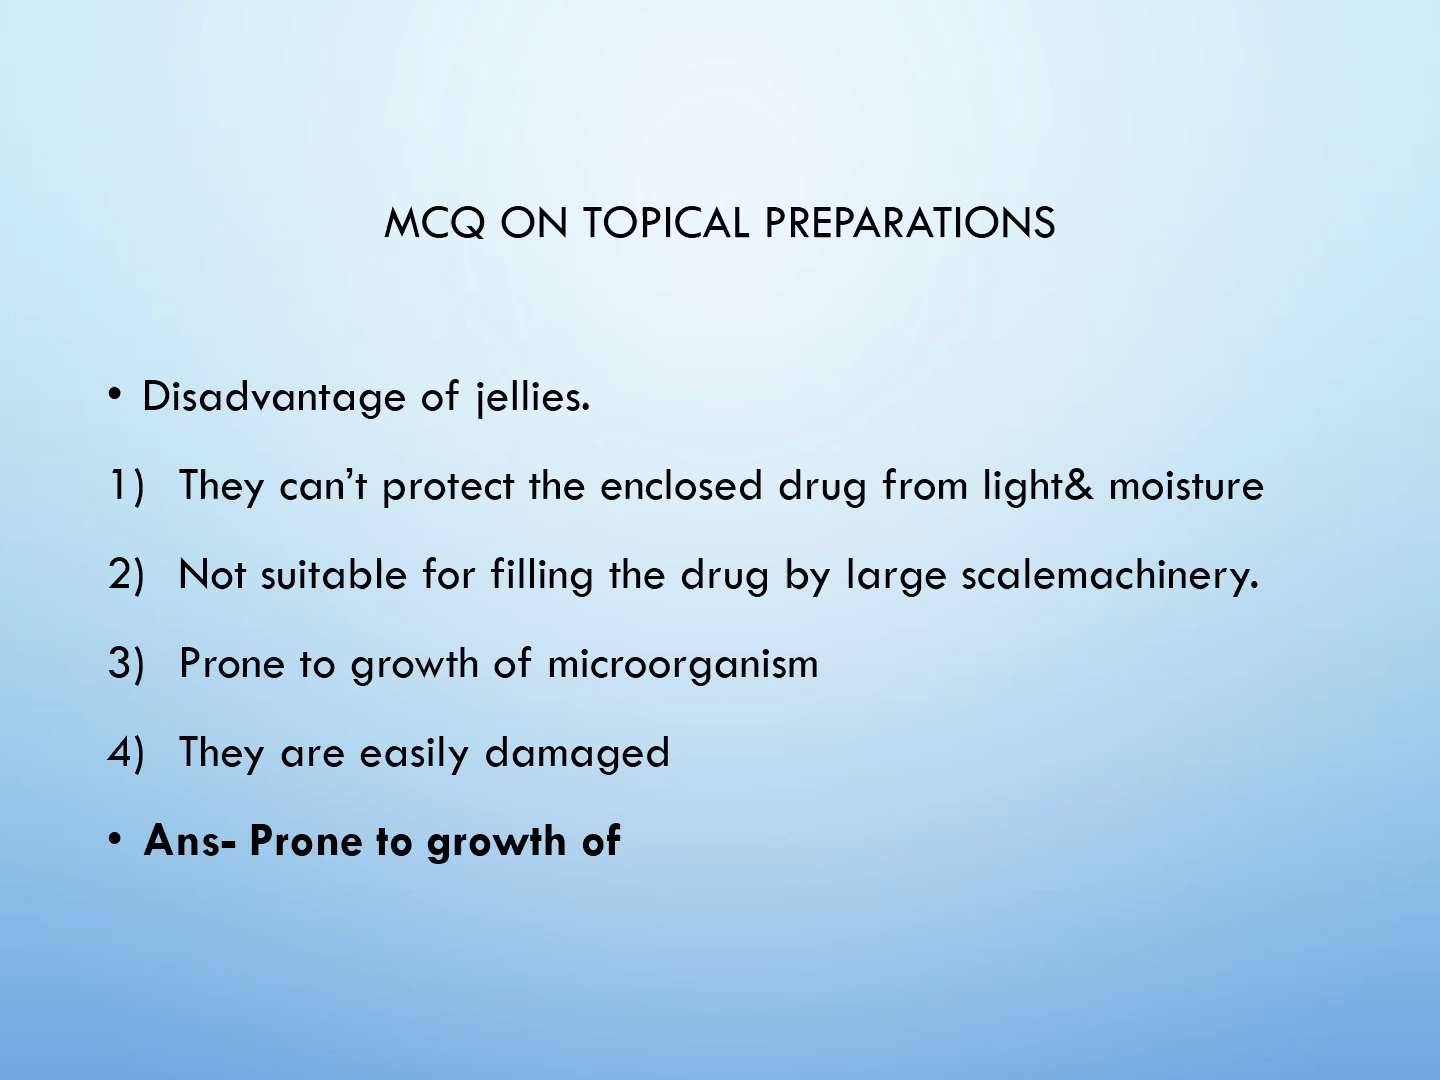 MCQ ON TOPICAL PREPARATIONS
• Disadvantage of jellies.
1) They can’t protect the enclosed drug from light& moisture
2) Not suitable for filling the drug by large scalemachinery.
3) Prone to growth of microorganism
4) They are easily damaged
• Ans- Prone to growth of